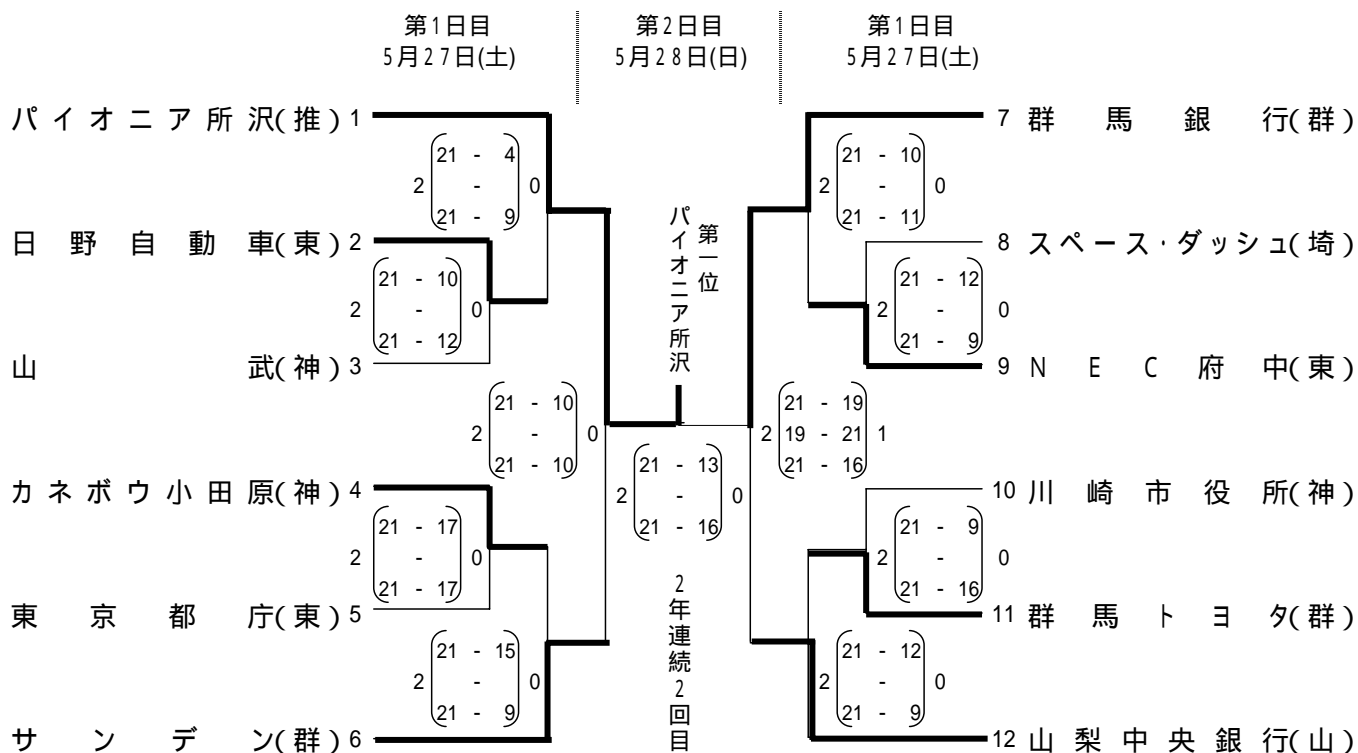 第1日目 第2日目 第1日目
5月27日(土) 5月28日(日) 5月27日(土)
パイオニア所沢(推) 1 7 群馬銀行(群)
21 - 4 21 - 10
2 - 0 2 - 0
21 - 9 21 - 11
日野自動車(東) 2 8 スペース・ダッシュ(埼)
21 - 10 21 - 12
2 - 0 2 - 0
21 - 12 21 - 9
山武(神) 3 9 NEC府中(東)
第一位
パイオニア所沢
21 - 10 21 - 19
2 - 0 2 19 - 21 1
21 - 10 21 - 16
21 - 13
2 - 0
21 - 16
カネボウ小田原(神) 4 10 川崎市役所(神)
21 - 17 21 - 9
2 - 0 2 - 0
21 - 17 21 - 16
東京都庁(東) 5 11 群馬トヨタ(群)
2年連続2回目
21 - 15 21 - 12
2 - 0 2 - 0
21 - 9 21 - 9
サンデン(群) 6 12 山梨中央銀行(山)